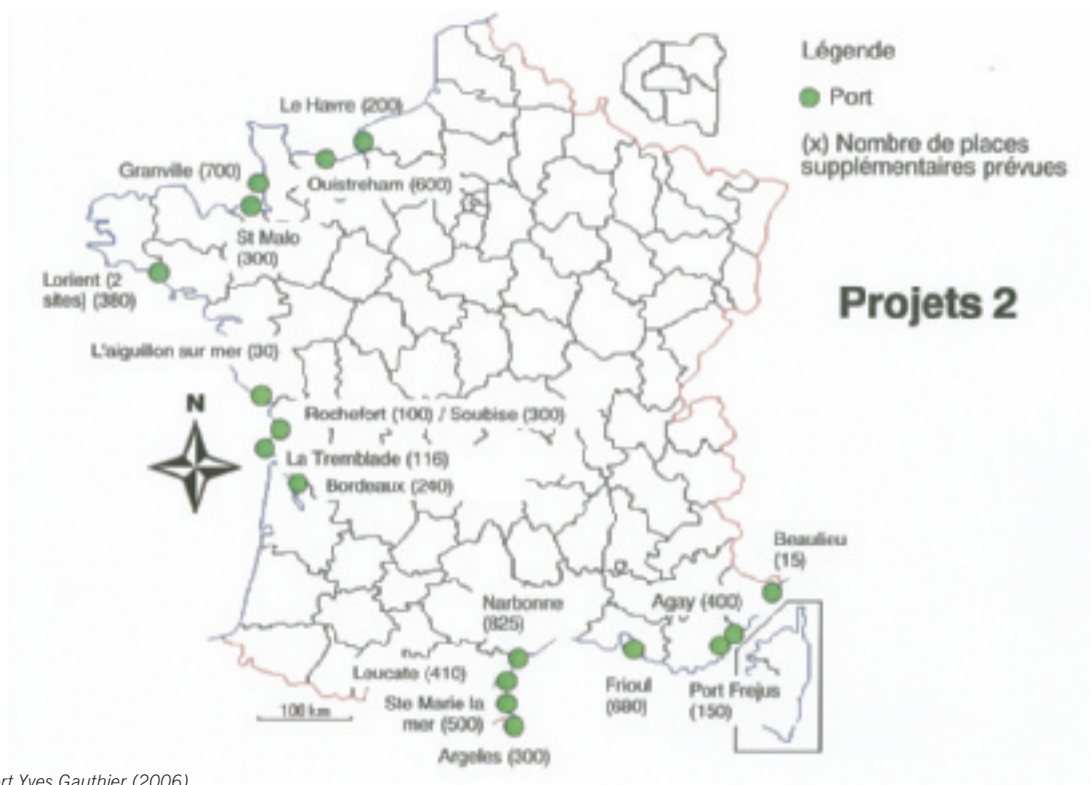 Légende
Port
(x) Nombre de places
supplémentaires prévues
Projets 2
Le Havre (200)
Granville (700)
Ouistreham (600)
St Malo
(300)
Lorient (2
sites) (380)
L'aiguillon sur mer (30)
N
Rochefort (100) / Soubise (300)
La Tremblade (116)
Bordeaux (240)
Beaulieu
(15)
Narbonne
(825)
Agay (400)
Leucate (410)
Frioul
(680)
Port Frejus
(150)
Ste Marie la
mer (500)
100 km
Argeles (300)
Yves Gauthier (2006)